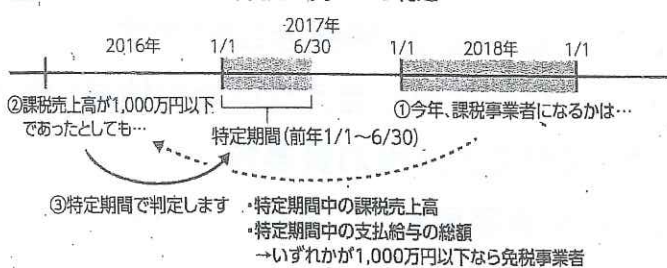 2017年
2016年 1/1 6/30 1/1 2018年 1/1
②課税売上高が1,000万円以下
であったとしても…
特定期間(前年1/1～6/30)
①今年、課税事業者になるかは…
③特定期間で判定します
・特定期間中の課税売上高
・特定期間中の支払給与の総額
→いずれかが1,000万円以下なら免税事業者